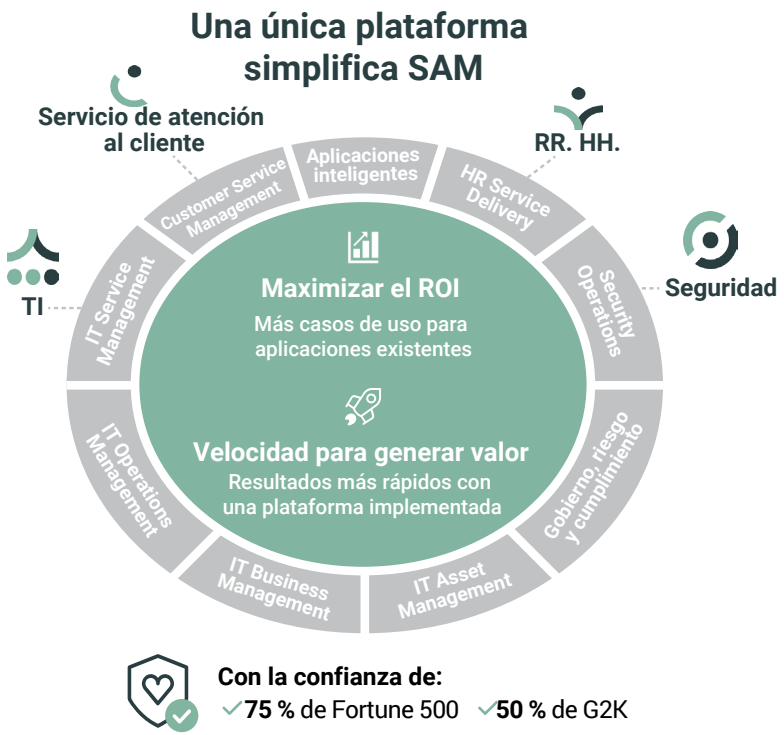 Una única plataforma
simplifica SAM
Servicio de atención
al cliente
RR. HH.
TI
Seguridad
Customer Service
Management
Aplicaciones
inteligentes
HR Service
Delivery
IT Service
Management
Security
Operations
Maximizar el ROI
Más casos de uso para
aplicaciones existentes
Velocidad para generar valor
Resultados más rápidos con
una plataforma implementada
IT Operations
Management
Gobierno, riesgo
y cumplimiento
IT Business
Management
IT Asset
Management
Con la confianza de:
75 % de Fortune 500 50 % de G2K